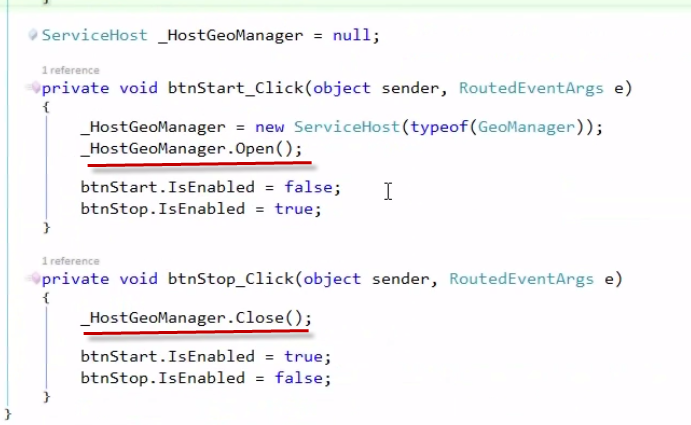 }
ServiceHost _HostGeoManager = null;
1 reference
private void btnStart_Click(object sender, RoutedEventArgs e)
{
_HostGeoManager = new ServiceHost(typeof(GeoManager));
_HostGeoManager.Open();
btnStart.IsEnabled = false;
btnStop.IsEnabled = true;
}
1 reference
private void btnStop_Click(object sender, RoutedEventArgs e)
{
_HostGeoManager.Close();
btnStart.IsEnabled = true;
btnStop.IsEnabled = false;
}
}